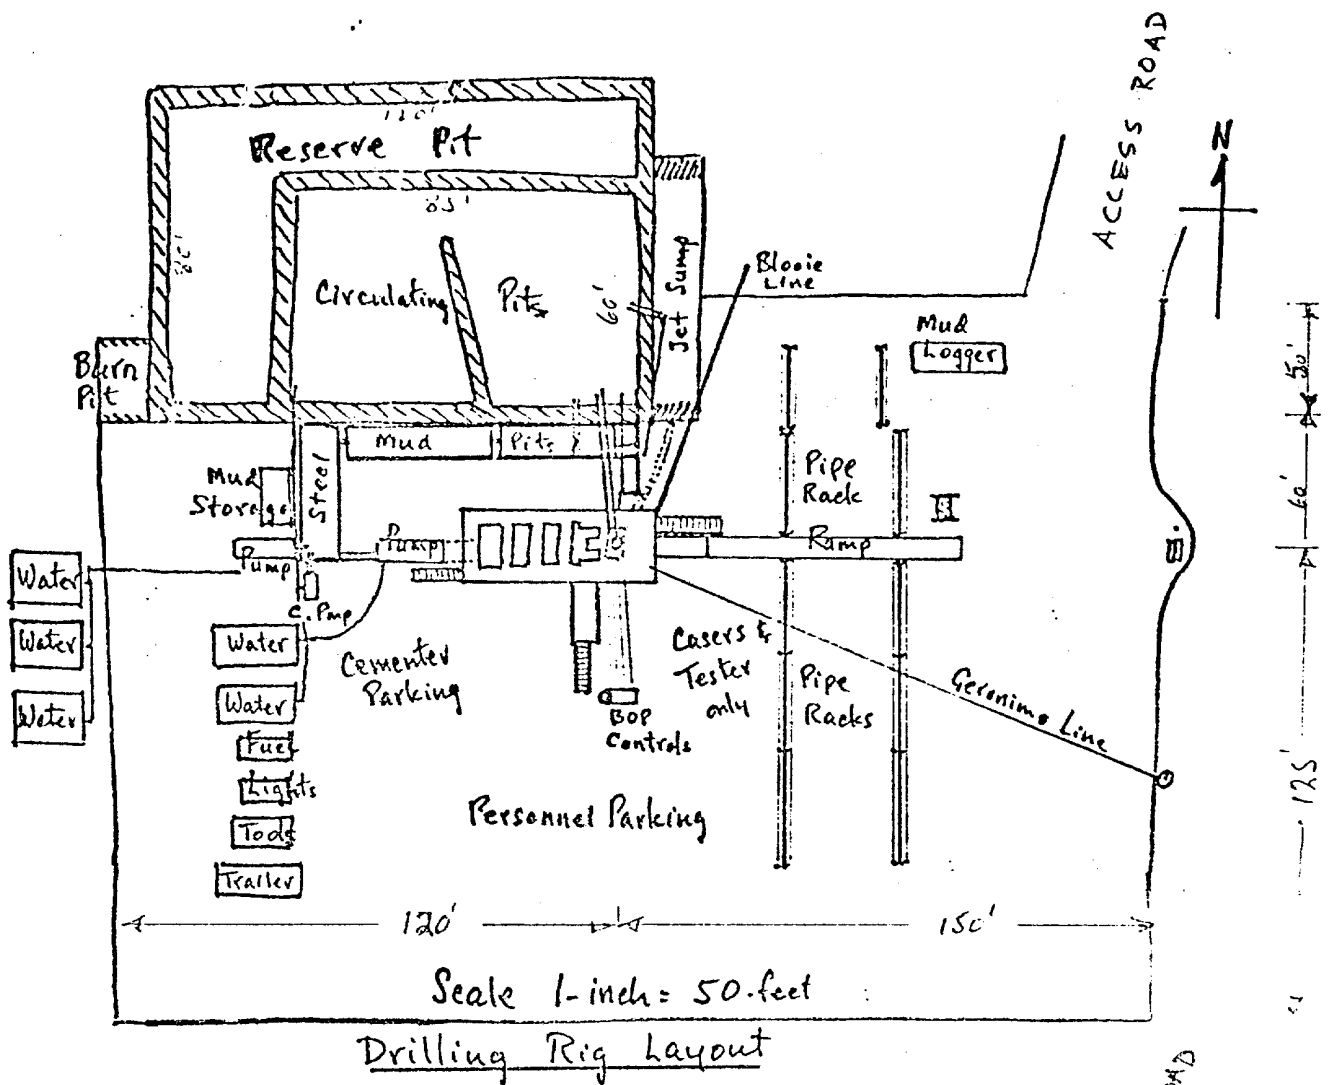 ACCESS ROAD
N
120'
Reserve Pit
85'
Circulating Pits
60'
Jet Sump
Blooie
Line
Mud
Logger
50'
Burn
Pit
Mud Pits
Steel
Mud
Storage
Pipe
Rack
60'
Pump
Pump
Ramp
Water
Water
Water
C. Pmp
Water
Water
Cementer
Parking
Casers &
Tester
only
Pipe
Racks
Geronimo Line
BOP
Controls
Fuel
Lights
Tools
Trailer
Personnel Parking
125'
120'
150'
Scale 1-inch = 50-feet
Drilling Rig Layout